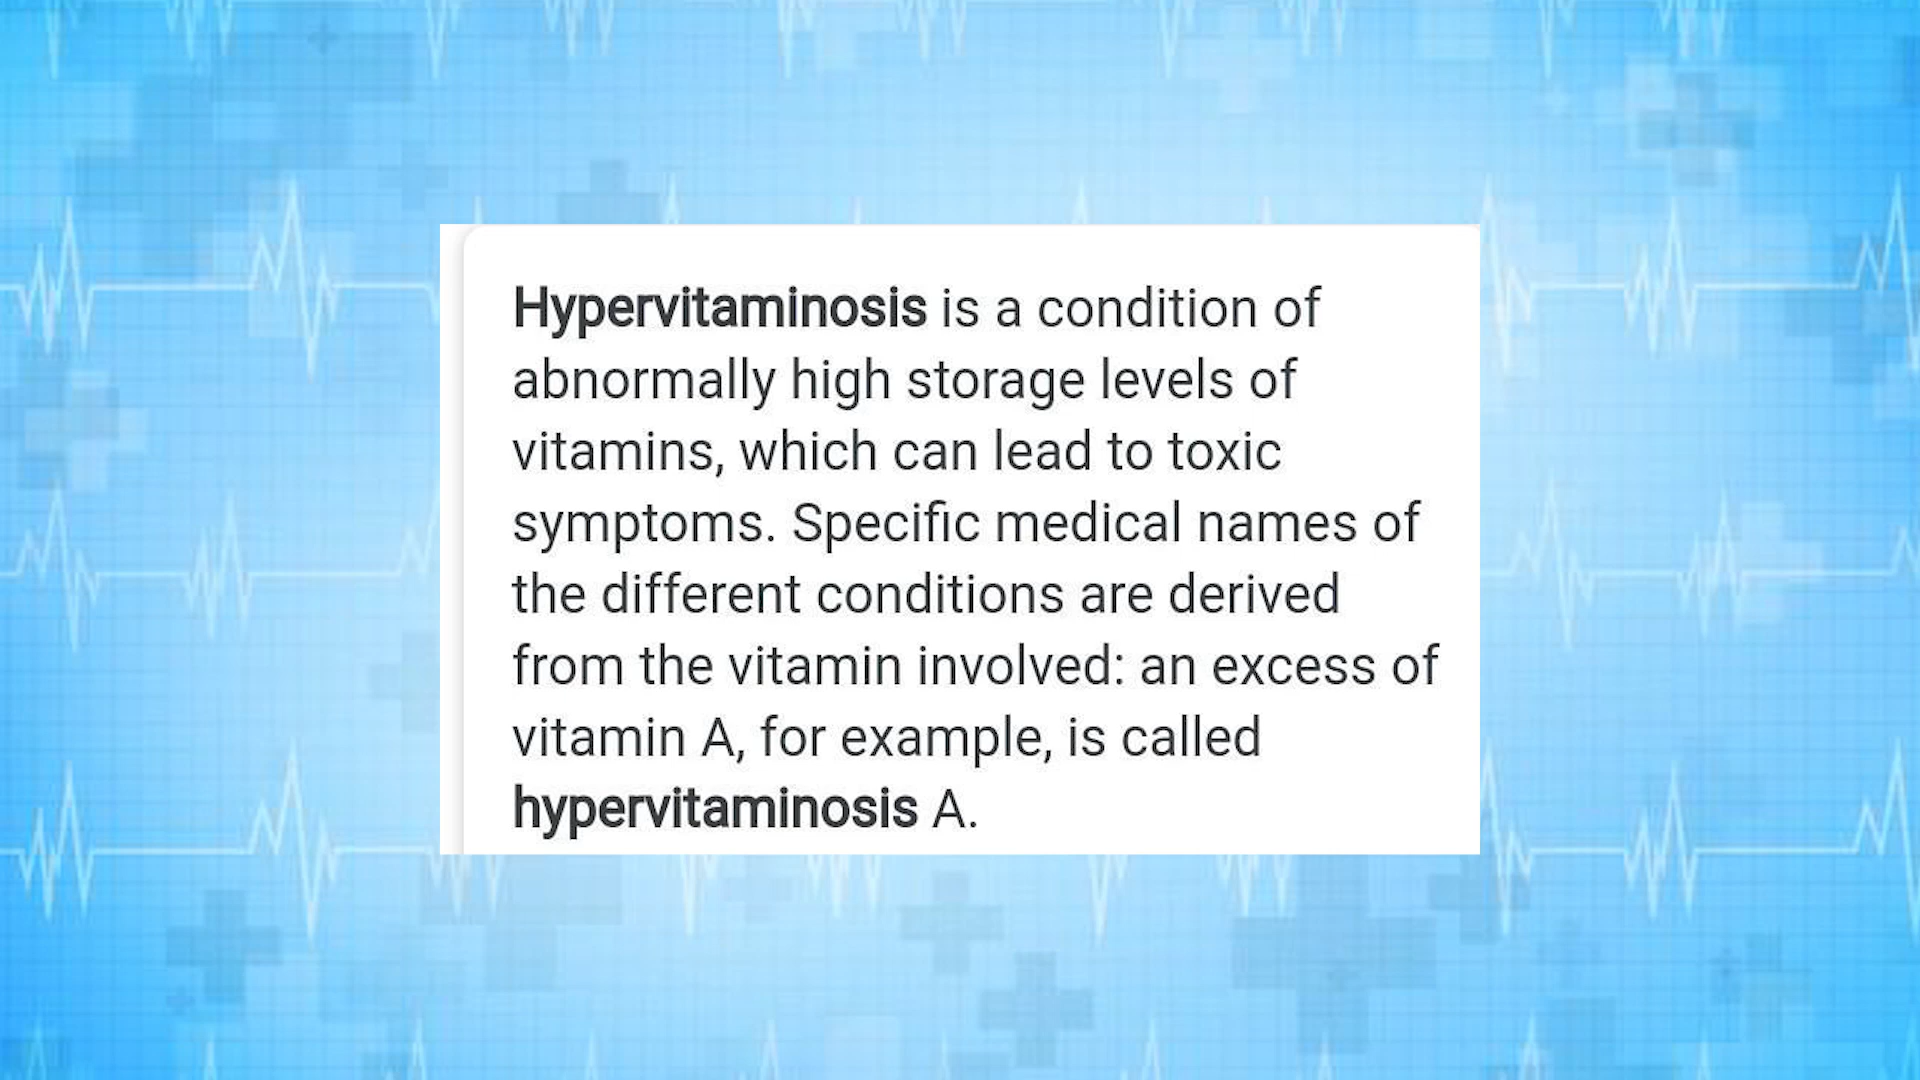 Hypervitaminosis is a condition of
abnormally high storage levels of
vitamins, which can lead to toxic
symptoms. Specific medical names of
the different conditions are derived
from the vitamin involved: an excess of
vitamin A, for example, is called
hypervitaminosis A.